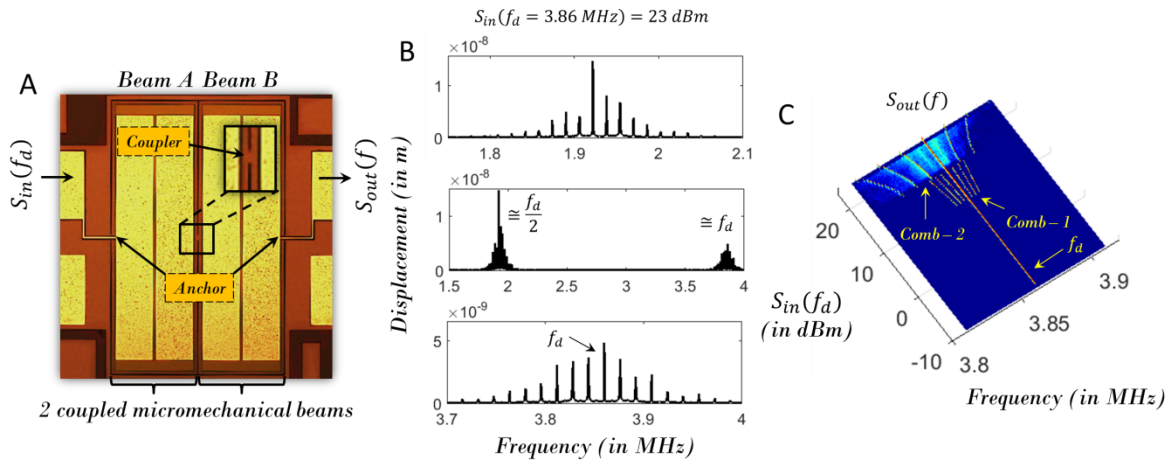 S_in(f_d = 3.86 MHz) = 23 dBm
A
Beam A Beam B
Coupler
Anchor
S_in(f_d)
S_out(f)
2 coupled micromechanical beams
B
×10^-8
1
0
1.8 1.9 2 2.1
×10^-8
1
0
≅ f_d/2
≅ f_d
1.5 2 2.5 3 3.5 4
×10^-9
5
0
f_d
3.7 3.8 3.9 4
Displacement (in m)
Frequency (in MHz)
C
S_out(f)
Comb-1
Comb-2
f_d
20
10
0
-10
S_in(f_d)
(in dBm)
3.8
3.85
3.9
Frequency (in MHz)